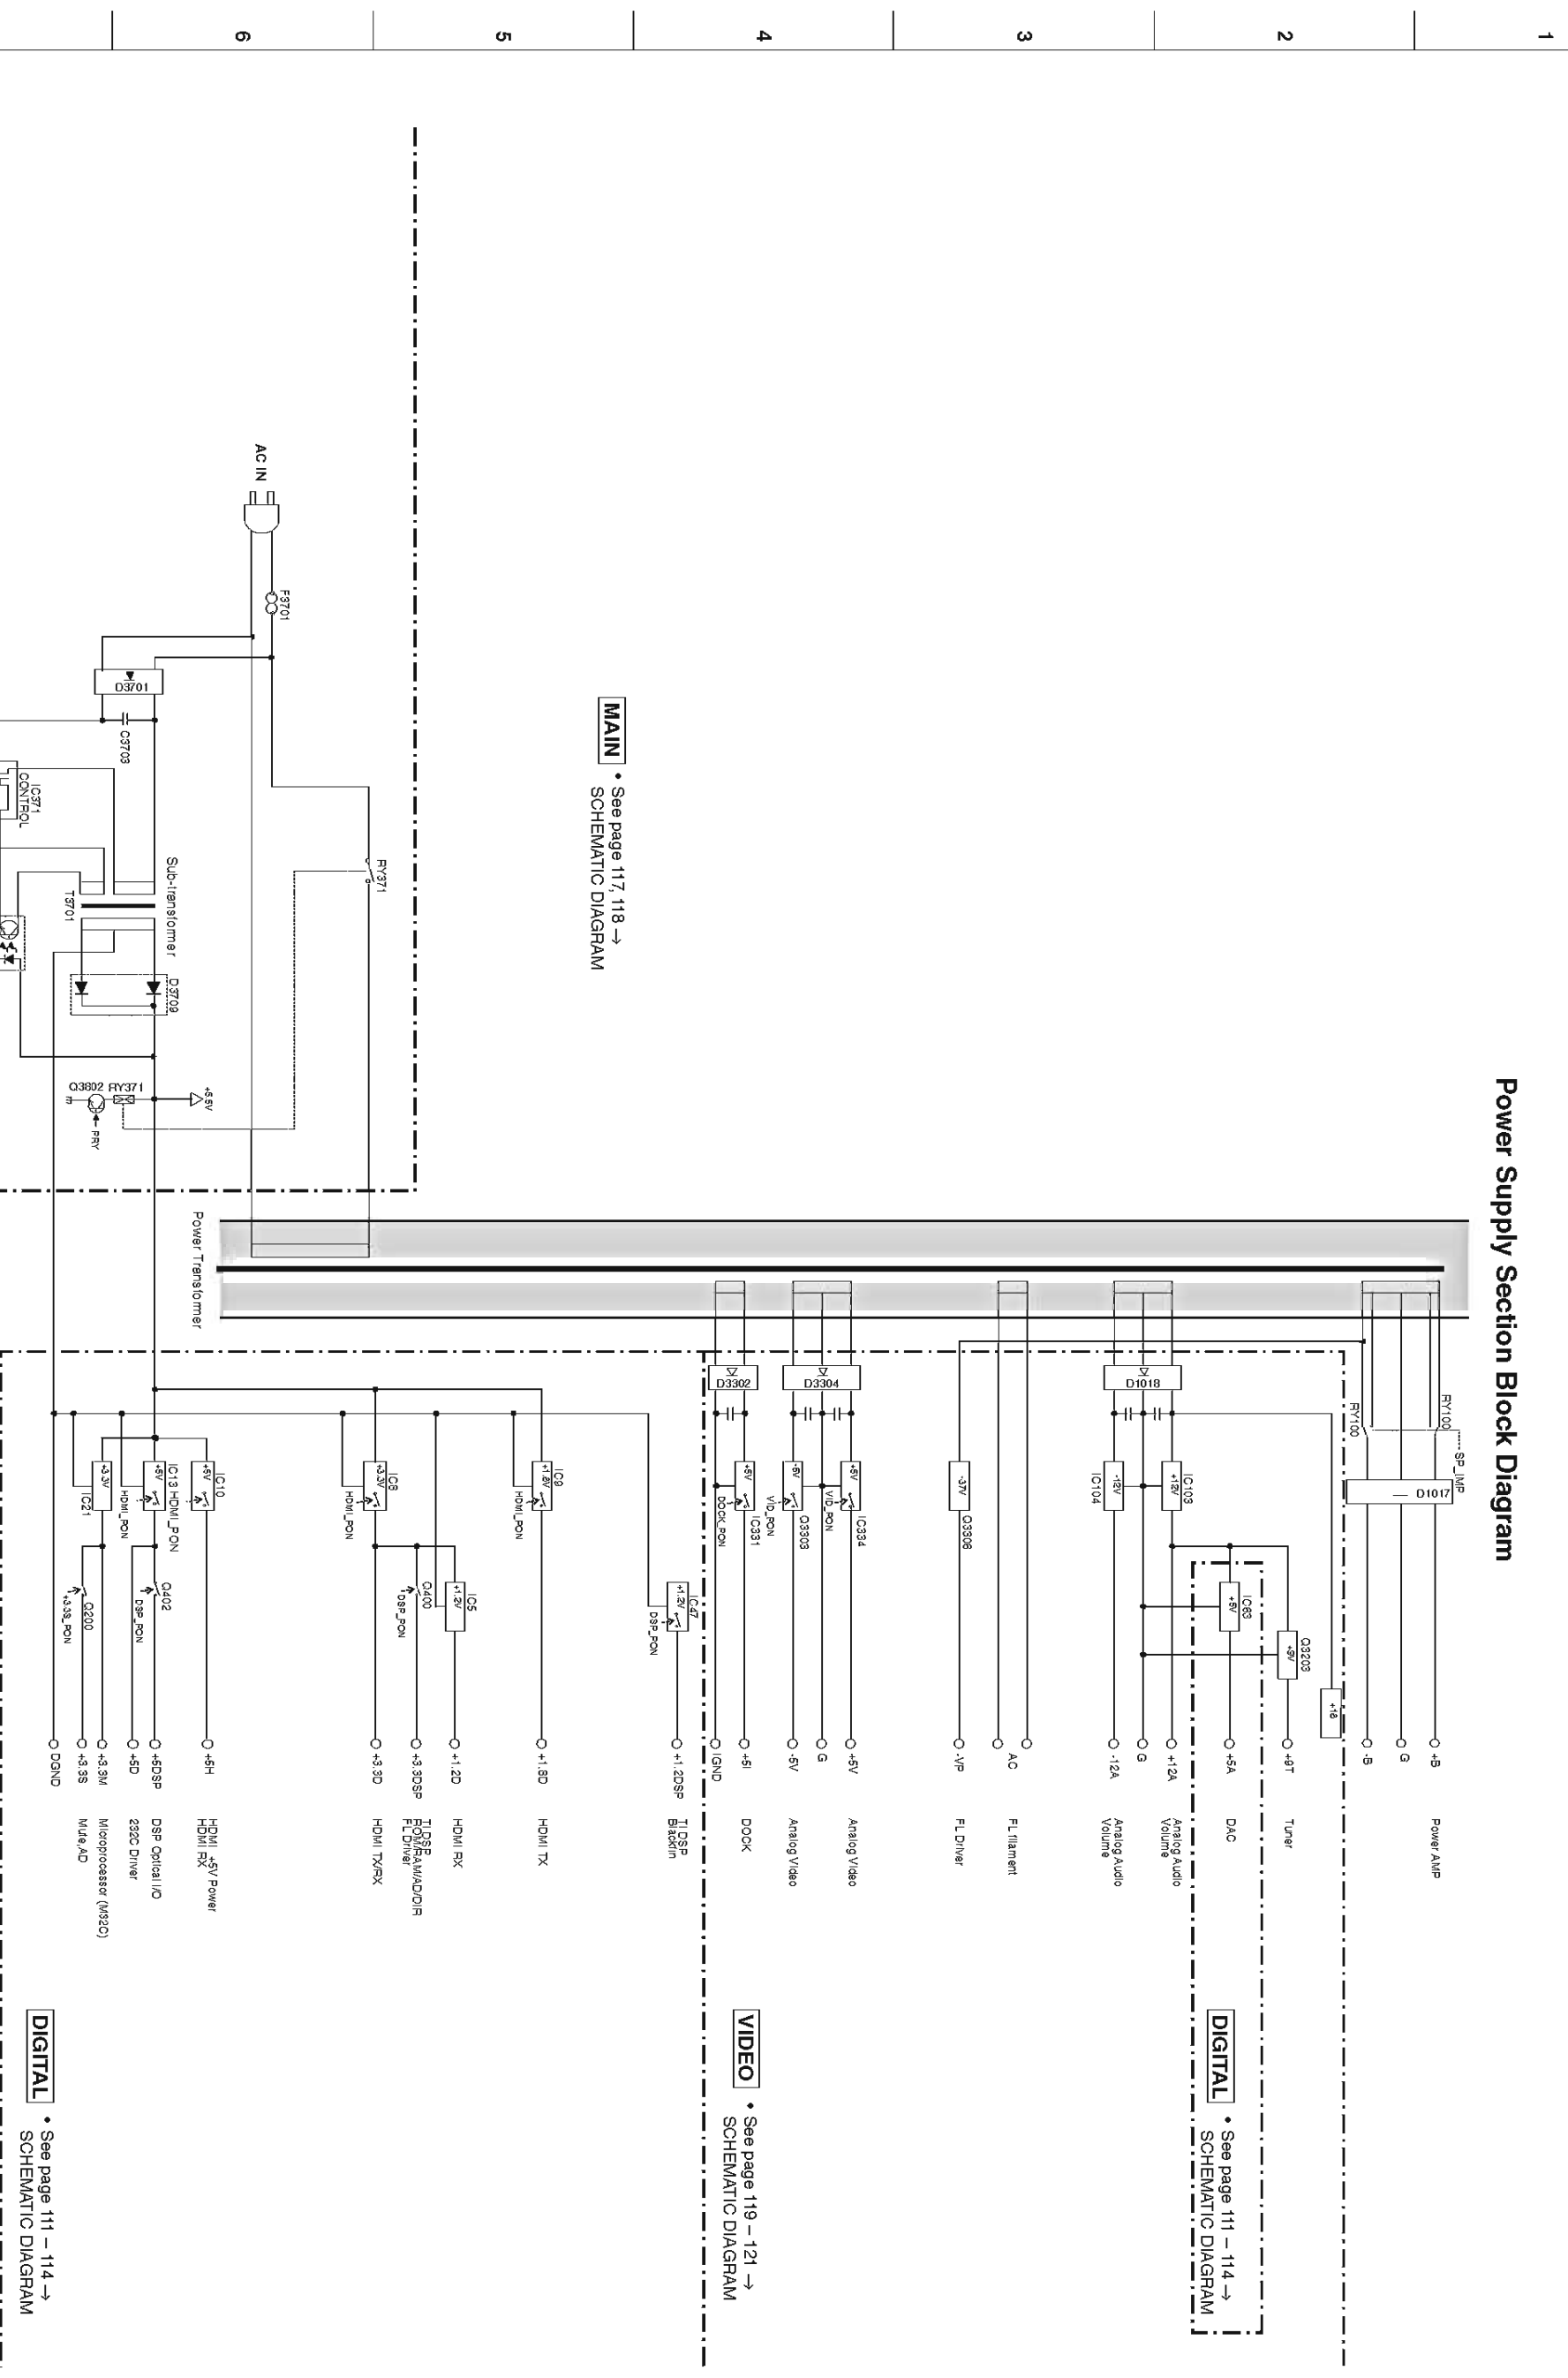 Power Supply Section Block Diagram
1
2
3
4
5
6
SP_IMP
RY100
RY100
D1017
+B
Power AMP
G
-B
+18
Q3203
+9V
+9T
Tuner
IC63
+5V
+5A
DAC
DIGITAL
• See page 111 – 114 →
SCHEMATIC DIAGRAM
D1018
IC103
+12V
+12A
Analog Audio
Volume
G
-12V
IC104
-12A
Analog Audio
Volume
AC
FL filament
-37V
Q3306
-VP
FL Driver
D3304
+5V
IC334
VID_PON
+5V
Analog Video
G
-5V
Q3303
VID_PON
-5V
Analog Video
D3302
+5V
IC331
DOCK_PON
+5I
DOCK
IGND
VIDEO
• See page 119 – 121 →
SCHEMATIC DIAGRAM
MAIN
• See page 117, 118 →
SCHEMATIC DIAGRAM
IC47
+1.2V
DSP_PON
+1.2DSP
TI DSP
Blackfin
IC9
+1.8V
HDMI_PON
+1.8D
HDMI TX
IC5
+1.2V
+1.2D
HDMI RX
Q400
DSP_PON
+3.3DSP
TI DSP
ROM/RAM/AD/DIR
FL Driver
IC8
+3.3V
HDMI_PON
+3.3D
HDMI TX/RX
Power Transformer
AC IN
F3701
RY371
D3701
C3703
IC371
CONTROL
Sub-transformer
T3701
D3709
+5.5V
Q3802
RY371
PRY
IC10
+5V
HDMI_PON
+5H
HDMI +5V Power
HDMI RX
IC13
+5V
HDMI_PON
Q402
DSP_PON
+5DSP
DSP Optical I/O
+5D
232C Driver
+3.3V
IC21
+3.3M
Microprocessor (M32C)
Q200
+3.3S_PON
+3.3S
Mute,AD
DGND
DIGITAL
• See page 111 – 114 →
SCHEMATIC DIAGRAM